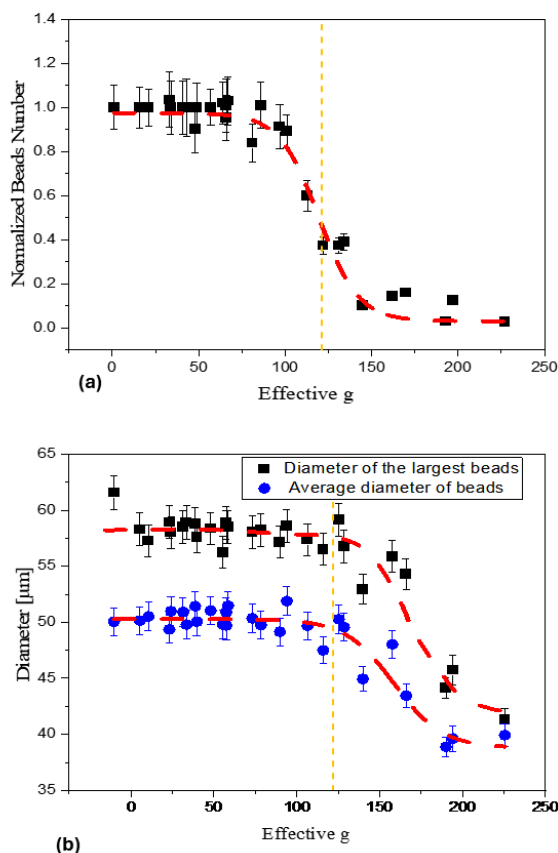 1.4
1.2
1.0
0.8
0.6
0.4
0.2
0.0
Normalized Beads Number
0 50 100 150 200 250
Effective g
(a)
65
60
55
50
45
40
35
Diameter [μm]
Diameter of the largest beads
Average diameter of beads
0 50 100 150 200 250
Effective g
(b)